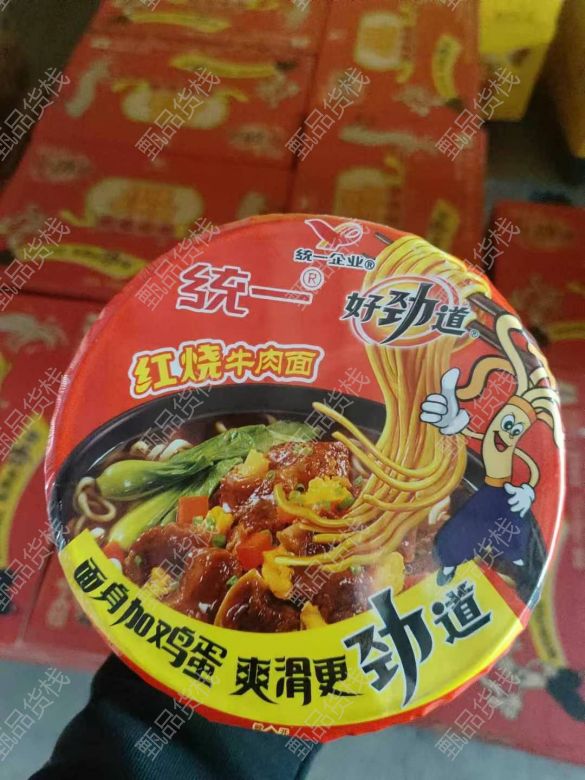 统一企业®
统一®
好劲道®
红烧牛肉面
面身加鸡蛋 爽滑更劲道
甄品货栈